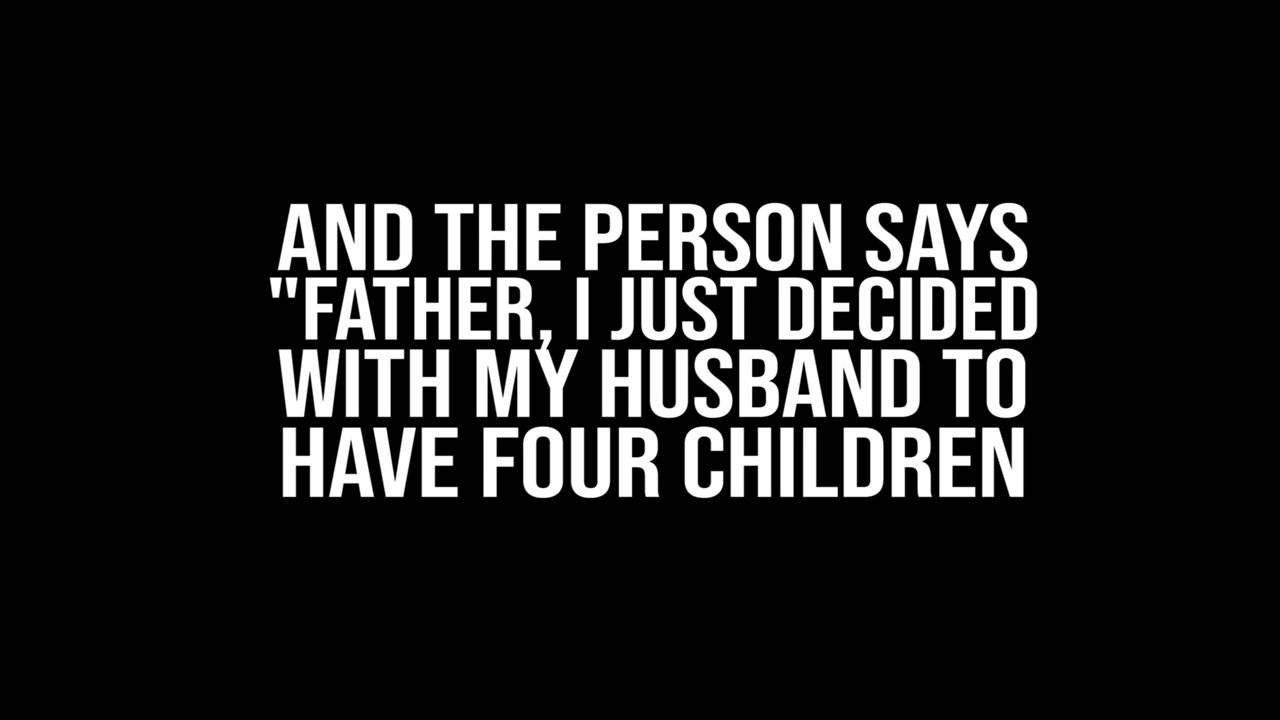 AND THE PERSON SAYS
"FATHER, I JUST DECIDED
WITH MY HUSBAND TO
HAVE FOUR CHILDREN